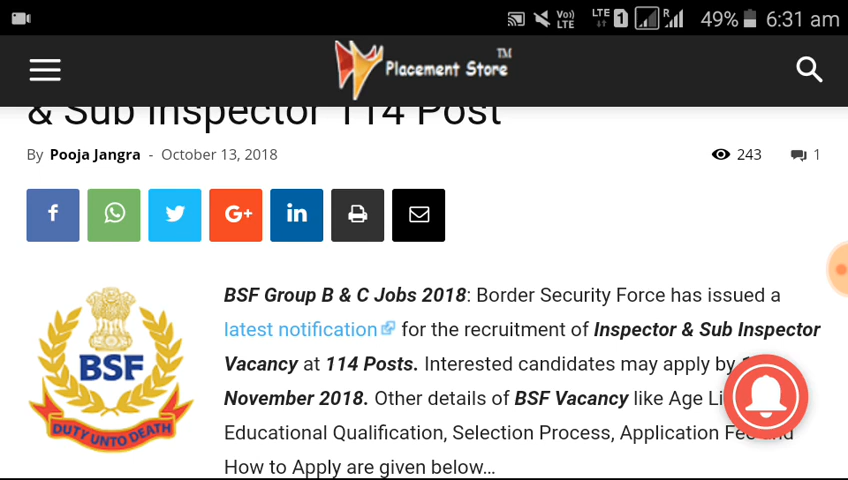 Vo))
LTE
LTE
1
R
49%
6:31 am
Placement Store™
& Sub Inspector 114 Post
By Pooja Jangra - October 13, 2018
243
1
f
G+
in
BSF
DUTY UNTO DEATH
BSF Group B & C Jobs 2018: Border Security Force has issued a
latest notification for the recruitment of Inspector & Sub Inspector
Vacancy at 114 Posts. Interested candidates may apply by
November 2018. Other details of BSF Vacancy like Age
Educational Qualification, Selection Process, Application Fee and
How to Apply are given below...